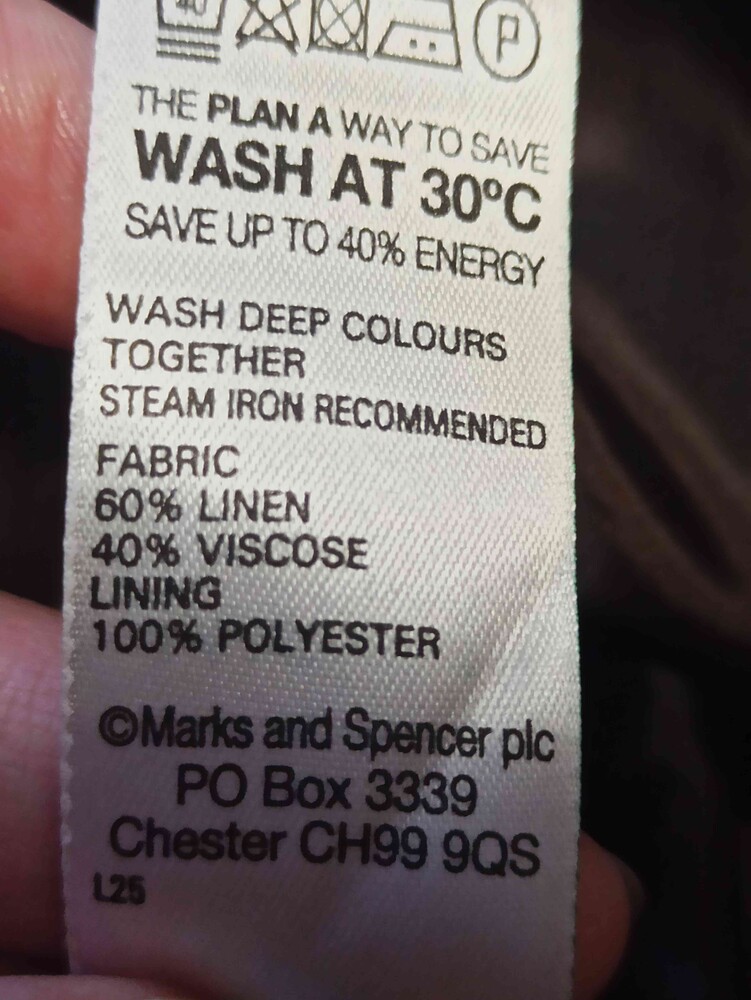 40
P
THE PLAN A WAY TO SAVE
WASH AT 30ºC
SAVE UP TO 40% ENERGY
WASH DEEP COLOURS
TOGETHER
STEAM IRON RECOMMENDED
FABRIC
60% LINEN
40% VISCOSE
LINING
100% POLYESTER
©Marks and Spencer plc
PO Box 3339
Chester CH99 9QS
L25